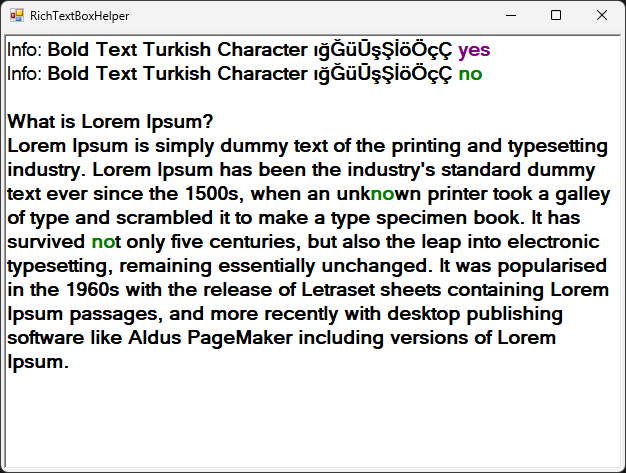 RichTextBoxHelper
Info: Bold Text Turkish Character ığĞüŪşŞİöÖçÇ yes
Info: Bold Text Turkish Character ığĞüŪşŞİöÖçÇ no
What is Lorem Ipsum?
Lorem Ipsum is simply dummy text of the printing and typesetting
industry. Lorem Ipsum has been the industry's standard dummy
text ever since the 1500s, when an unknown printer took a galley
of type and scrambled it to make a type specimen book. It has
survived not only five centuries, but also the leap into electronic
typesetting, remaining essentially unchanged. It was popularised
in the 1960s with the release of Letraset sheets containing Lorem
Ipsum passages, and more recently with desktop publishing
software like Aldus PageMaker including versions of Lorem
Ipsum.